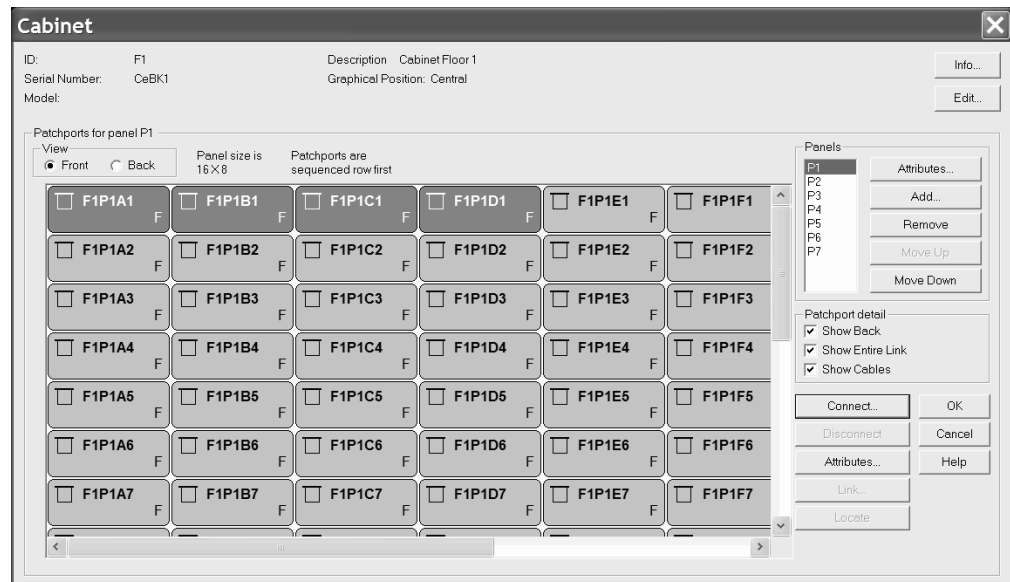 Cabinet
ID: F1 Description Cabinet Floor 1
Serial Number: CeBK1 Graphical Position: Central
Model:
Info...
Edit...
Patchports for panel P1
View
Front Back
Panel size is
16×8
Patchports are
sequenced row first
F1P1A1 F F1P1B1 F F1P1C1 F F1P1D1 F F1P1E1 F F1P1F1
F1P1A2 F F1P1B2 F F1P1C2 F F1P1D2 F F1P1E2 F F1P1F2
F1P1A3 F F1P1B3 F F1P1C3 F F1P1D3 F F1P1E3 F F1P1F3
F1P1A4 F F1P1B4 F F1P1C4 F F1P1D4 F F1P1E4 F F1P1F4
F1P1A5 F F1P1B5 F F1P1C5 F F1P1D5 F F1P1E5 F F1P1F5
F1P1A6 F F1P1B6 F F1P1C6 F F1P1D6 F F1P1E6 F F1P1F6
F1P1A7 F F1P1B7 F F1P1C7 F F1P1D7 F F1P1E7 F F1P1F7
Panels
P1
P2
P3
P4
P5
P6
P7
Attributes...
Add...
Remove
Move Up
Move Down
Patchport detail
Show Back
Show Entire Link
Show Cables
Connect... OK
Disconnect Cancel
Attributes... Help
Link...
Locate